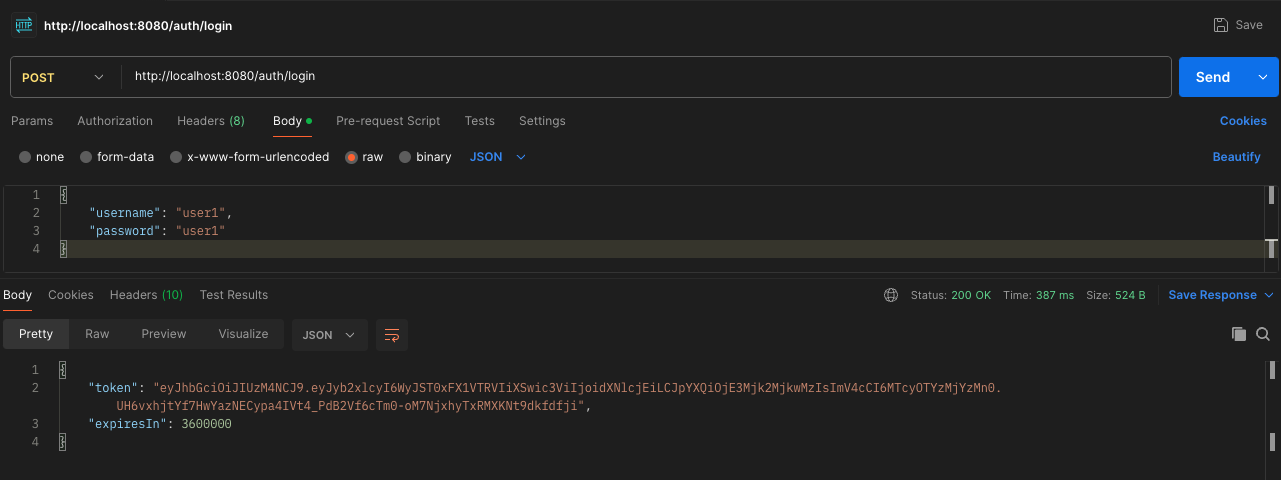 HTTP http://localhost:8080/auth/login Save
POST http://localhost:8080/auth/login Send
Params Authorization Headers (8) Body Pre-request Script Tests Settings Cookies
none form-data x-www-form-urlencoded raw binary JSON Beautify
1 {
2 "username": "user1",
3 "password": "user1"
4 }
Body Cookies Headers (10) Test Results Status: 200 OK Time: 387 ms Size: 524 B Save Response
Pretty Raw Preview Visualize JSON
1 {
2 "token": "eyJhbGciOiJIUzM4NCJ9.eyJyb2xlcyI6WyJST0xFX1VTRVIiXSwic3ViIjoidXNlcjEiLCJpYXQiOjE3Mjk2MjkwMzIsImV4cCI6MTcyOTYzMjYzMn0.
UH6vxhjtYf7HwYazNECypa4IVt4_PdB2Vf6cTm0-oM7NjxhyTxRMXKNt9dkfdfji",
3 "expiresIn": 3600000
4 }